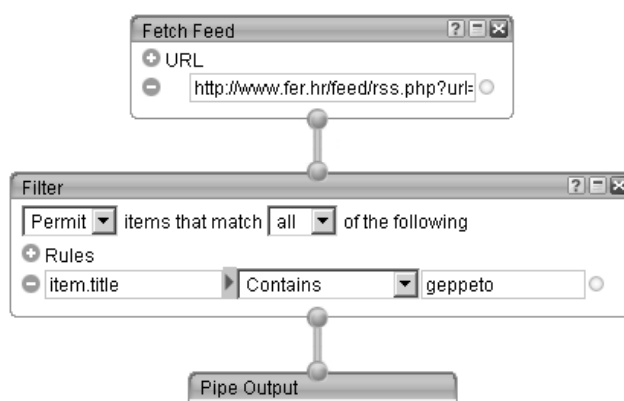 Fetch Feed
URL
http://www.fer.hr/feed/rss.php?url=
Filter
Permit items that match all of the following
Rules
item.title Contains geppeto
Pipe Output